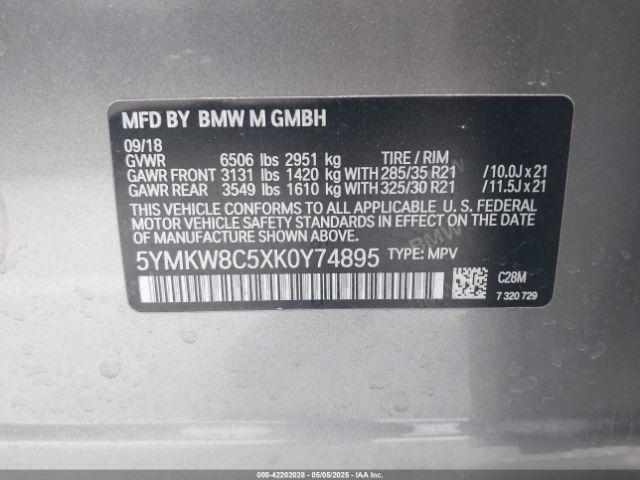 MFD BY BMW M GMBH
09/18
GVWR 6506 lbs 2951 kg TIRE / RIM
GAWR FRONT 3131 lbs 1420 kg WITH 285/35 R21 / 10.0J x 21
GAWR REAR 3549 lbs 1610 kg WITH 325/30 R21 / 11.5J x 21
THIS VEHICLE CONFORMS TO ALL APPLICABLE U. S. FEDERAL
MOTOR VEHICLE SAFETY STANDARDS IN EFFECT ON THE
DATE OF MANUFACTURE SHOWN ABOVE.
BMW
5YMKW8C5XK0Y74895 TYPE: MPV
C28M
7 320 729
000-42202028 - 05/05/2025 - IAAI.com